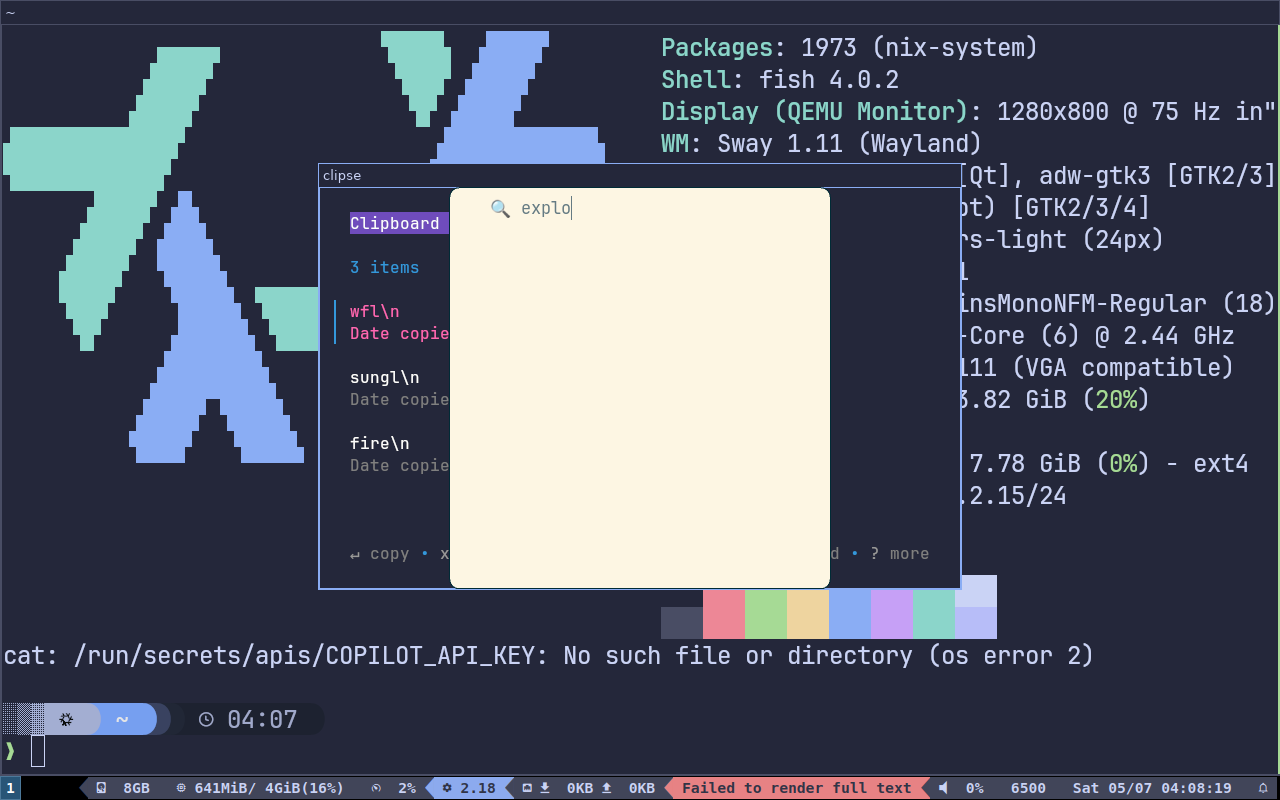 ~
Packages: 1973 (nix-system)
Shell: fish 4.0.2
Display (QEMU Monitor): 1280x800 @ 75 Hz in"
WM: Sway 1.11 (Wayland)
[Qt], adw-gtk3 [GTK2/3]
pt) [GTK2/3/4]
rs-light (24px)
insMonoNFM-Regular (18)
-Core (6) @ 2.44 GHz
111 (VGA compatible)
3.82 GiB (20%)
7.78 GiB (0%) - ext4
.2.15/24
clipse
Clipboard
3 items
wfl\n
Date copie
sungl\n
Date copie
fire\n
Date copie
↵ copy • x
d • ? more
🔍 explo
cat: /run/secrets/apis/COPILOT_API_KEY: No such file or directory (os error 2)
~ 04:07
❱
1 8GB 641MiB/ 4GiB(16%) 2% 2.18 0KB 0KB Failed to render full text 0% 6500 Sat 05/07 04:08:19